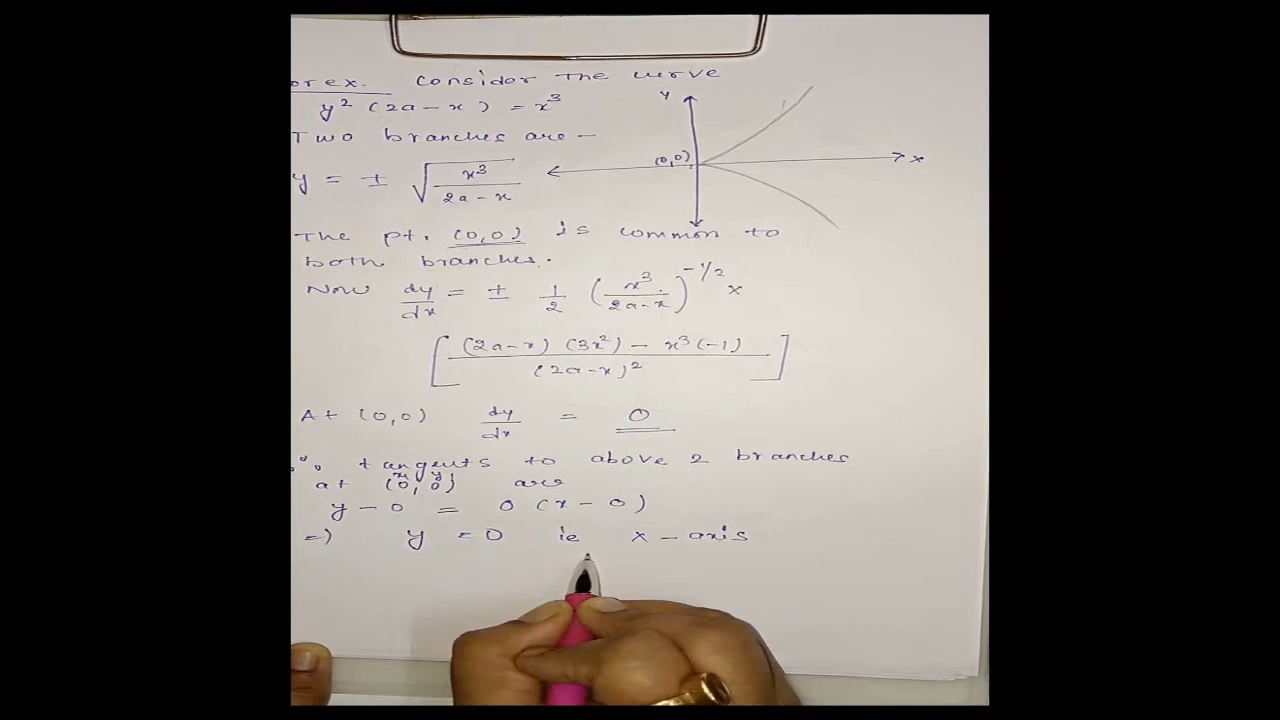 orex. Consider the curve
y² (2a - x) = x³
Two branches are -
y = ± √(x³/(2a - x))
The pt. (0,0) is common to
both branches.
Now dy/dx = ± 1/2 (x³/(2a-x))^(-1/2) x
[((2a-x) (3x²) - x³(-1))/(2a-x)²]
At (0,0) dy/dx = 0
∴ tangents to above 2 branches
x y
at (0,0) are
y - 0 = 0 (x - 0)
=> y = 0 ie x - axis
Y
(0,0)
X